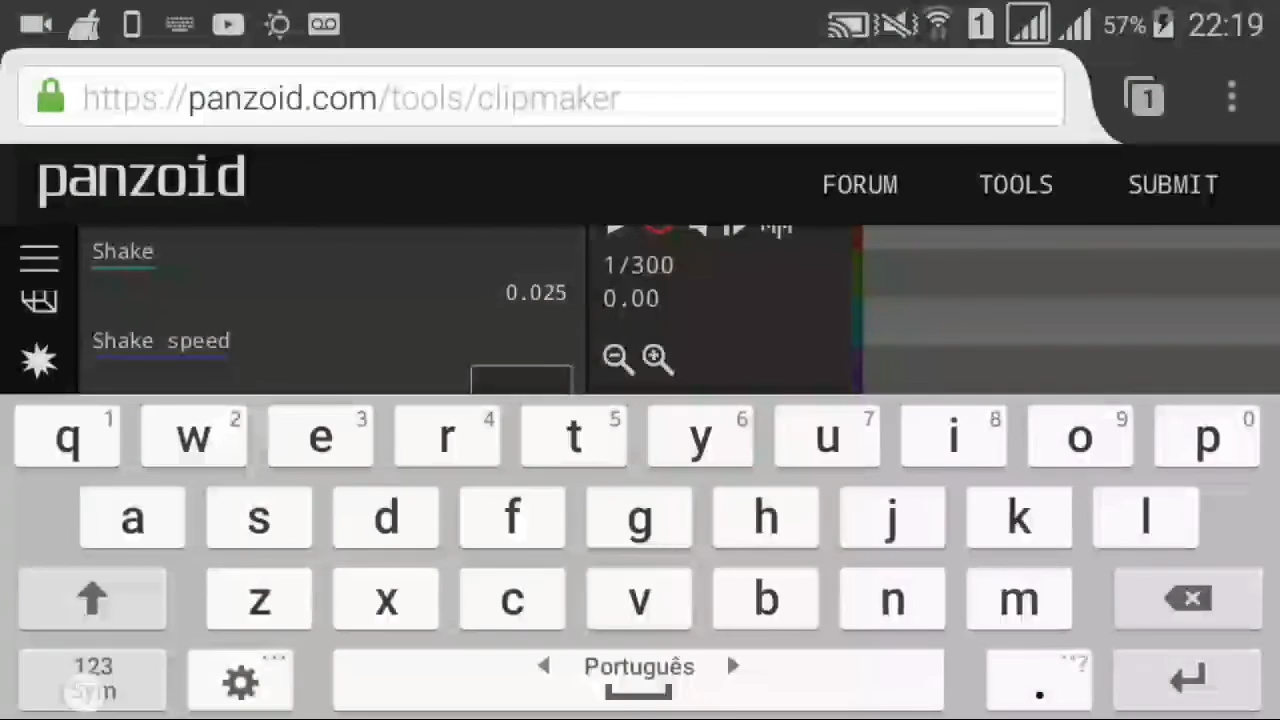 1 57% 22:19
https://panzoid.com/tools/clipmaker 1
panzoid FORUM TOOLS SUBMIT
Shake
0.025
Shake speed
1/300
0.00
q 1 w 2 e 3 r 4 t 5 y 6 u 7 i 8 o 9 p 0
a s d f g h j k l
z x c v b n m
123
Sym ... Português . "?